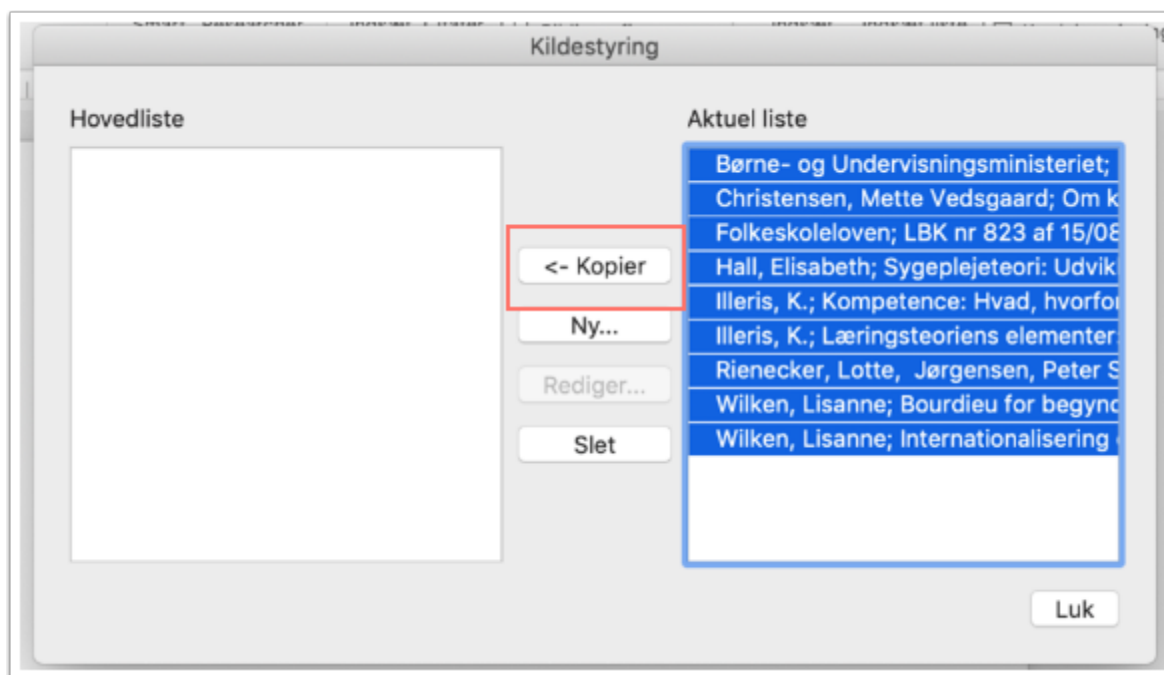 Kildestyring
Hovedliste
Aktuel liste
<- Kopier
Ny...
Rediger...
Slet
Børne- og Undervisningsministeriet;
Christensen, Mette Vedsgaard; Om k
Folkeskoleloven; LBK nr 823 af 15/08
Hall, Elisabeth; Sygeplejeteori: Udvik
Illeris, K.; Kompetence: Hvad, hvorfor
Illeris, K.; Læringsteoriens elementer
Rienecker, Lotte, Jørgensen, Peter S
Wilken, Lisanne; Bourdieu for begynd
Wilken, Lisanne; Internationalisering
Luk